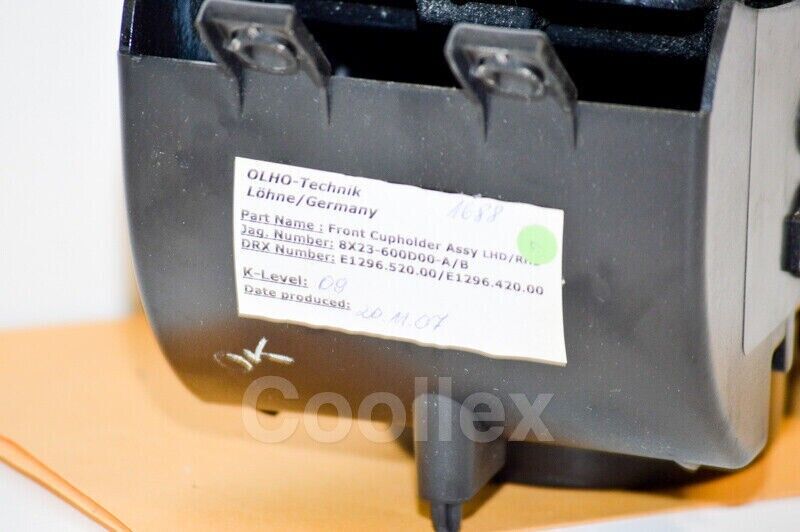 OLHO-Technik
Löhne/Germany
1688
Part Name : Front Cupholder Assy LHD/RHD
Jag. Number: 8X23-600D00-A/B
DRX Number: E1296.520.00/E1296.420.00
K-Level: 09
Date produced: 20.11.07
OK
Coollex